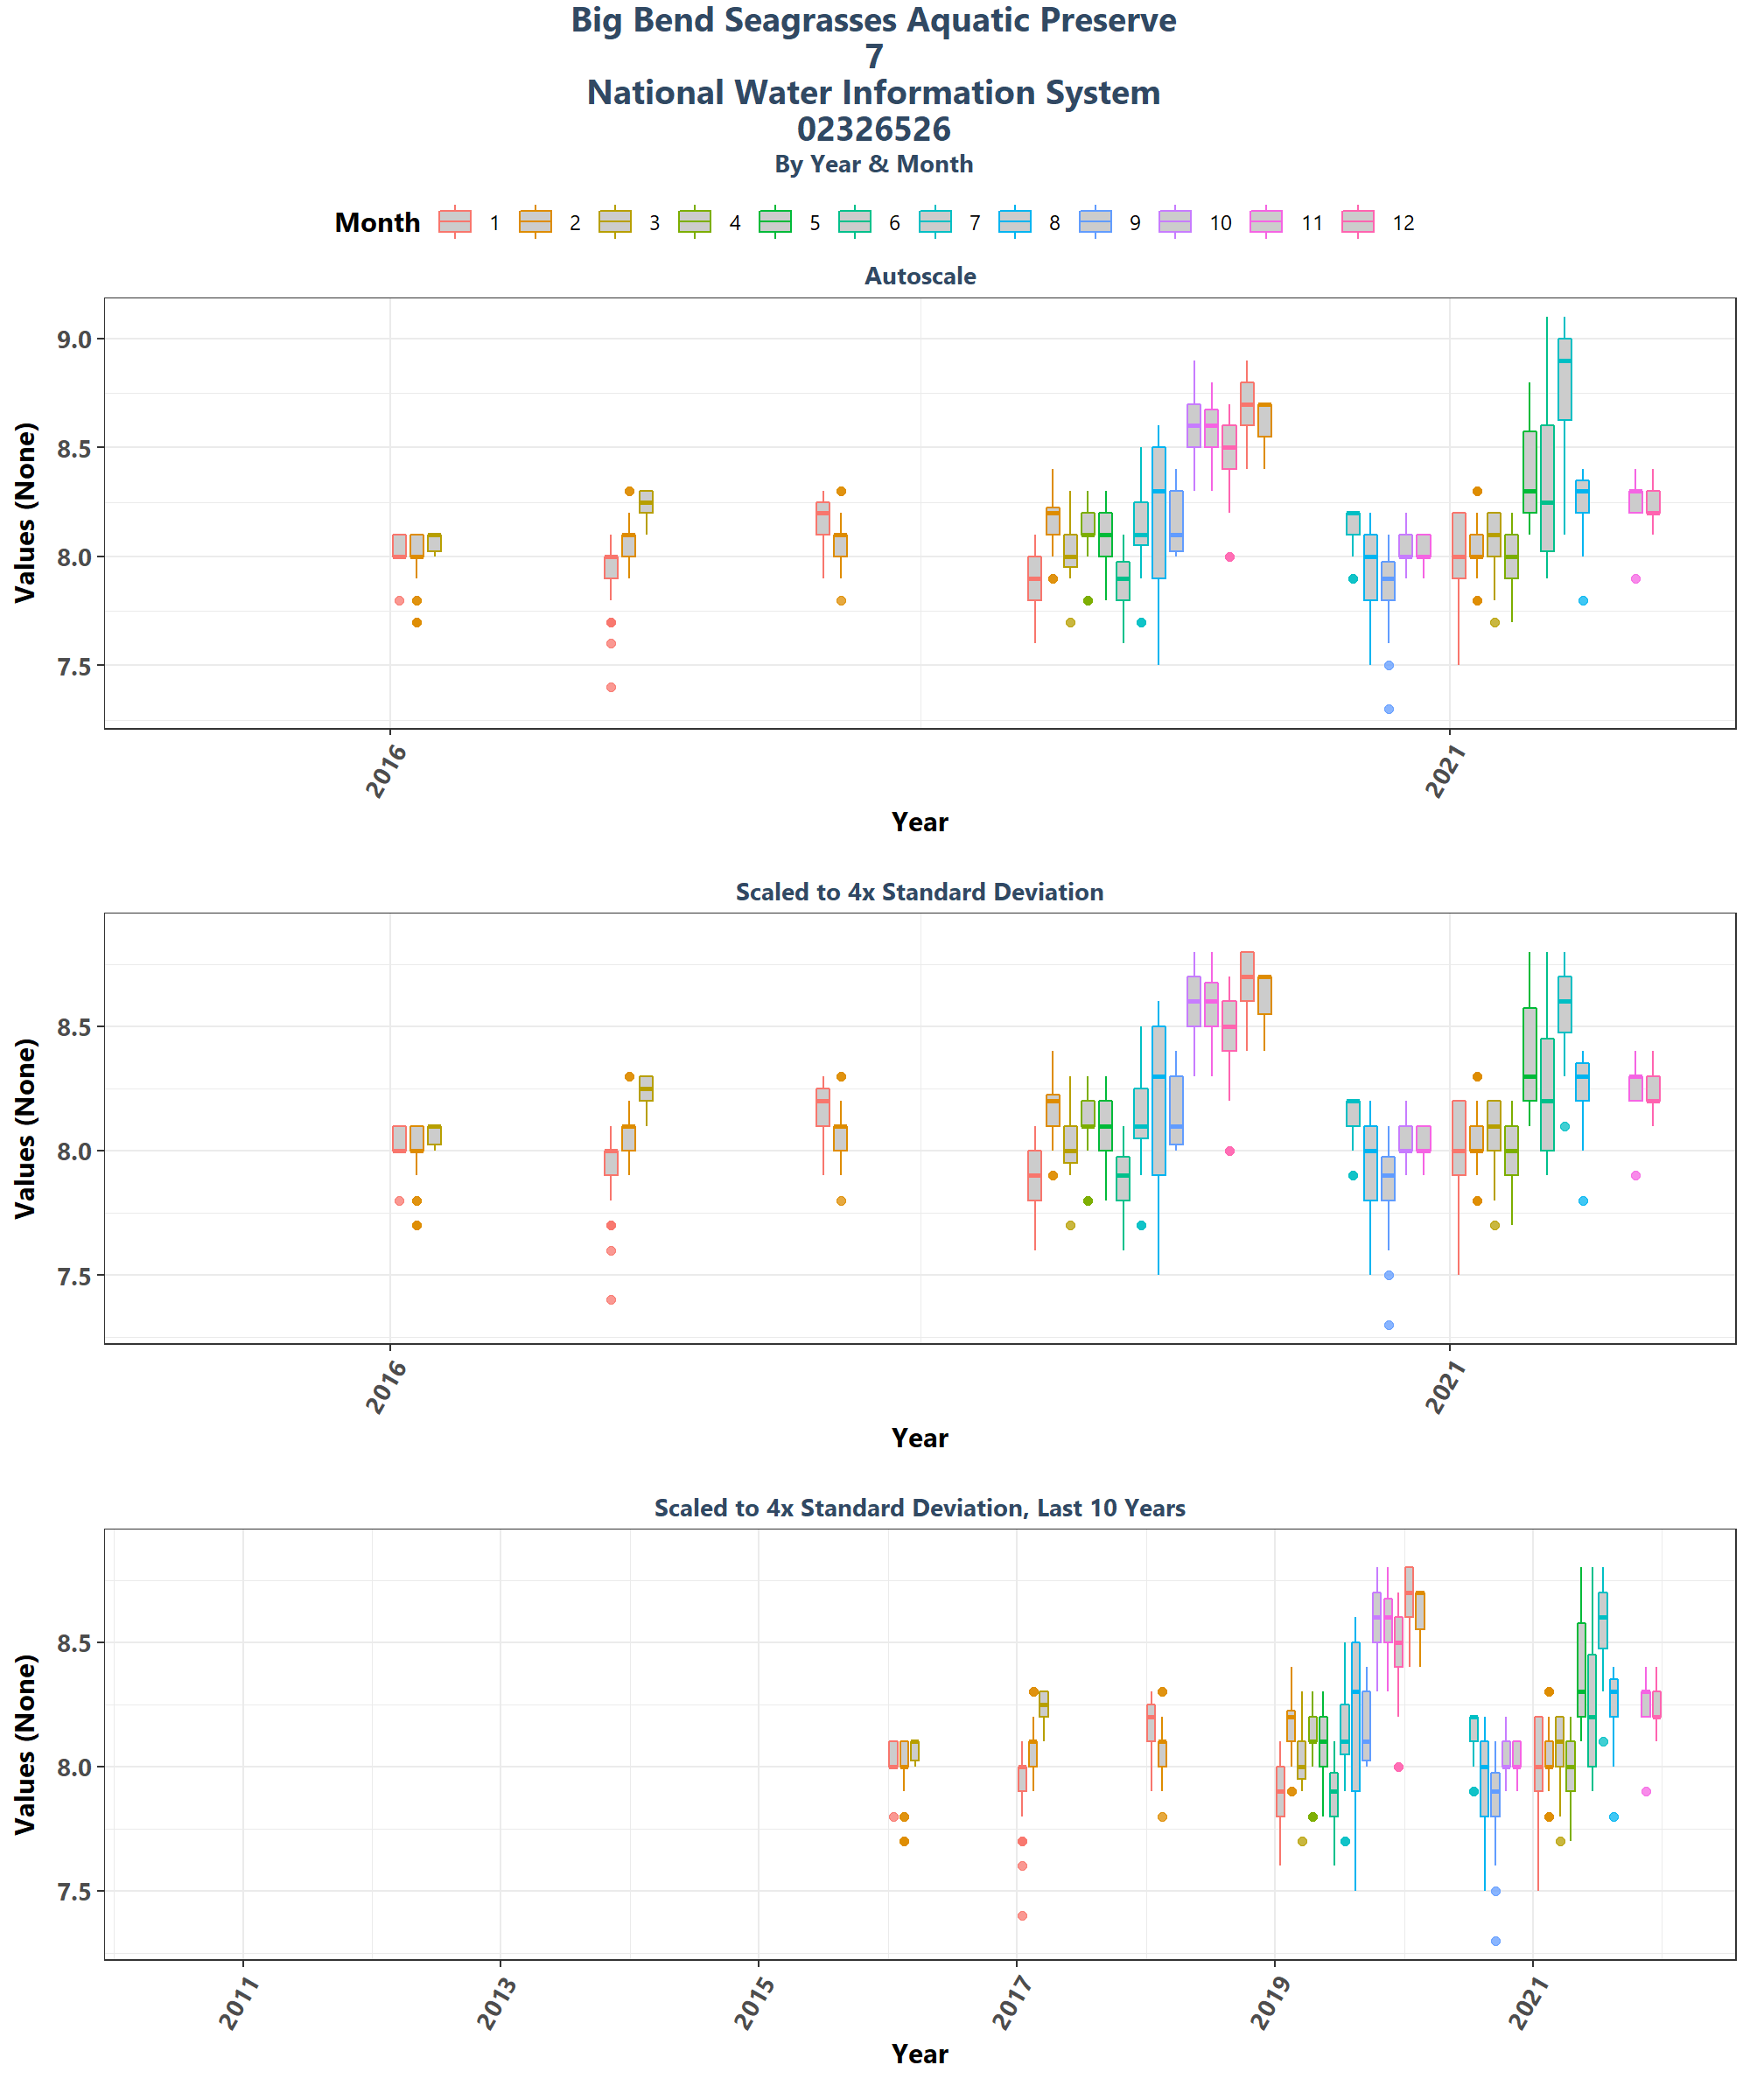 Big Bend Seagrasses Aquatic Preserve
7
National Water Information System
02326526
By Year & Month
Month 1 2 3 4 5 6 7 8 9 10 11 12
Autoscale
Values (None)
9.0
8.5
8.0
7.5
2016 2021
Year
Scaled to 4x Standard Deviation
Values (None)
8.5
8.0
7.5
2016 2021
Year
Scaled to 4x Standard Deviation, Last 10 Years
Values (None)
8.5
8.0
7.5
2011 2013 2015 2017 2019 2021
Year